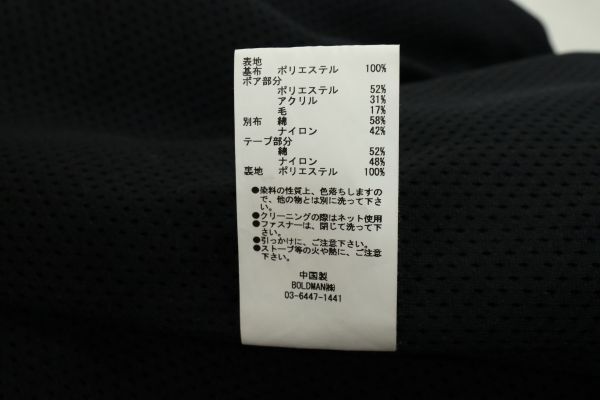 表地
基布 ポリエステル 100%
ボア部分
ポリエステル 52%
アクリル 31%
毛 17%
別布 綿 58%
ナイロン 42%
テープ部分
綿 52%
ナイロン 48%
裏地 ポリエステル 100%
●染料の性質上、色落ちしますの
で、他の物とは別に洗って下さ
い。
●クリーニングの際はネット使用
●ファスナーは、閉じて洗って下
さい。
●引っかけに、ご注意下さい。
●ストーブ等の火や熱に、ご注意
下さい。
中国製
BOLDMAN㈱
03-6447-1441